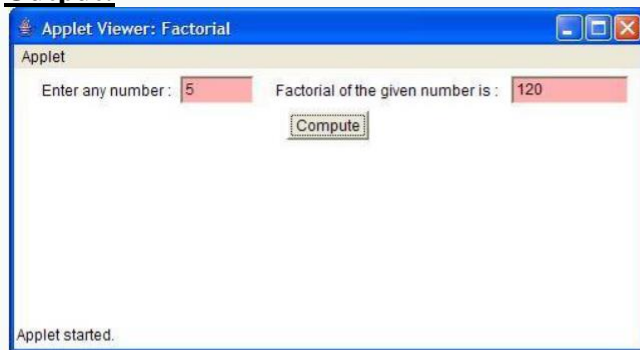 Applet Viewer: Factorial
Applet
Enter any number : 5 Factorial of the given number is : 120
Compute
Applet started.